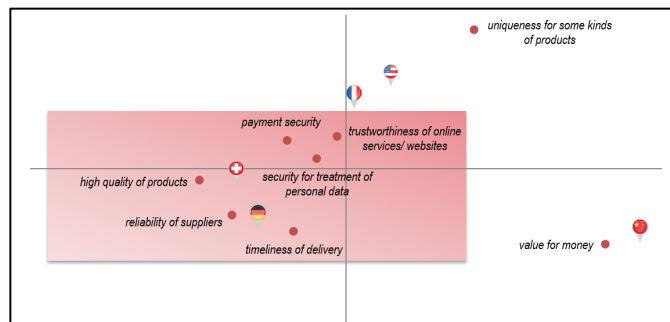 uniqueness for some kinds
of products
payment security
trustworthiness of online
services/ websites
high quality of products
security for treatment of
personal data
reliability of suppliers
timeliness of delivery
value for money